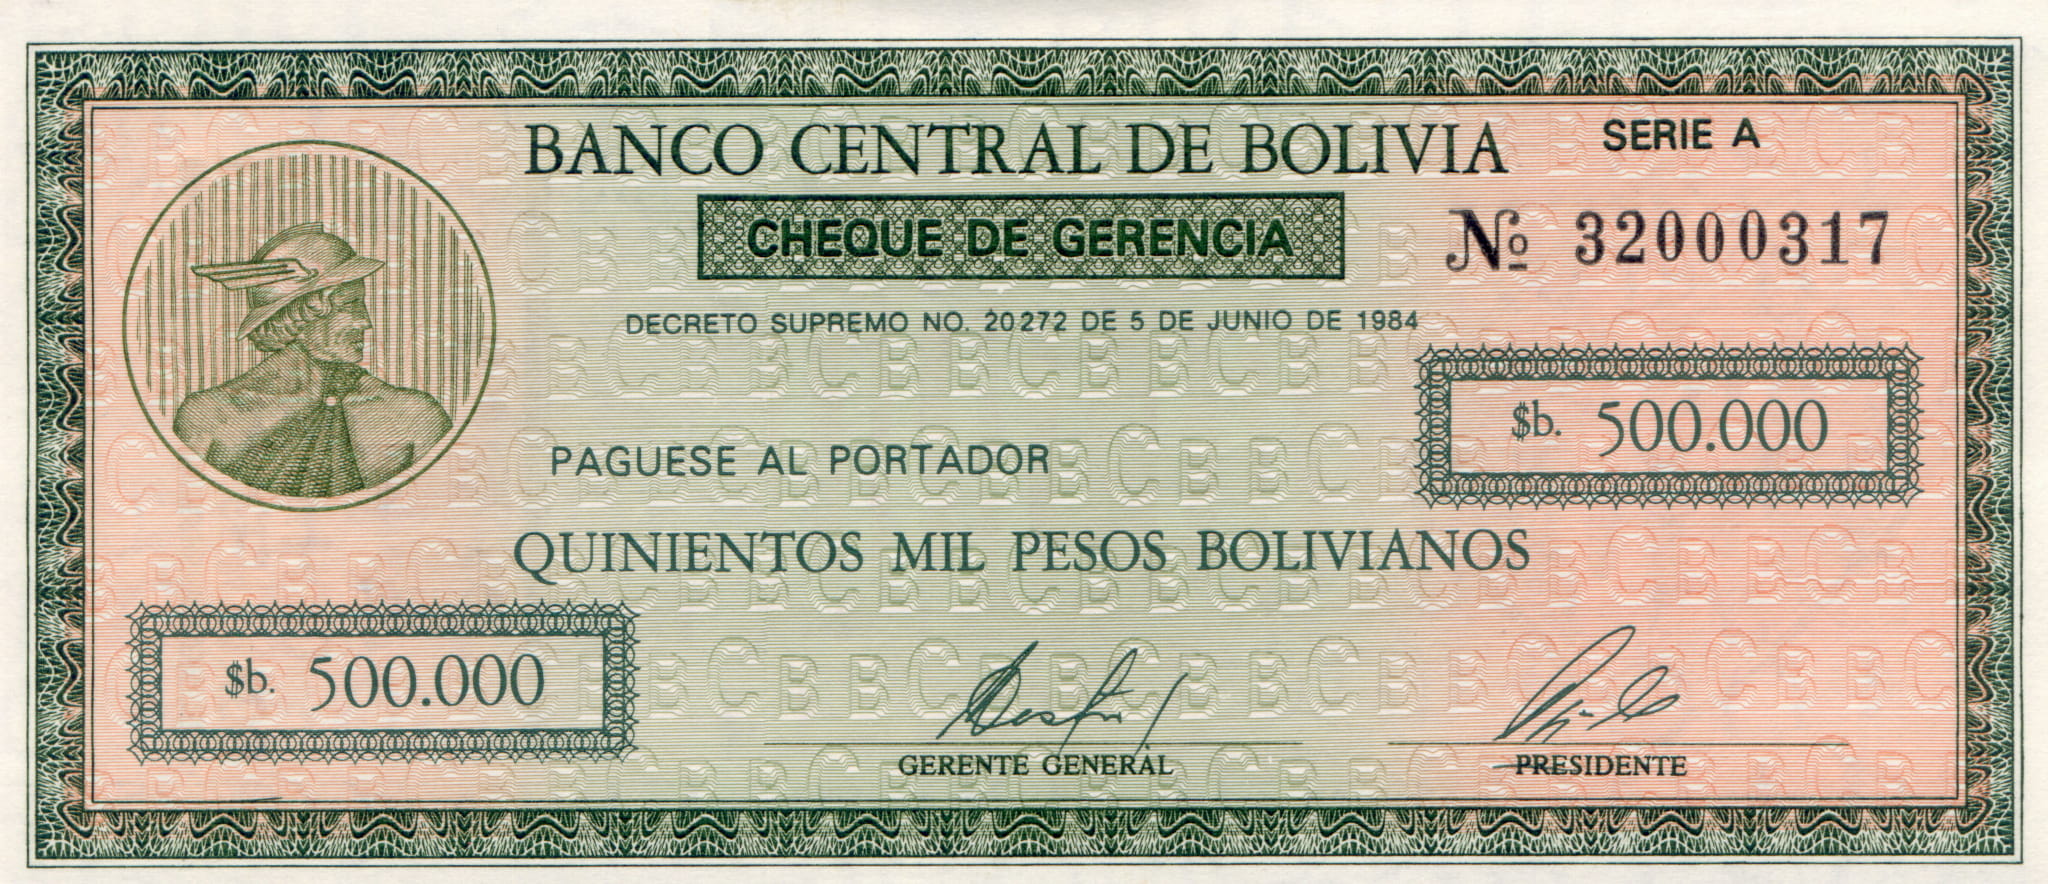 BANCO CENTRAL DE BOLIVIA
SERIE A
CHEQUE DE GERENCIA
№ 32000317
DECRETO SUPREMO NO. 20272 DE 5 DE JUNIO DE 1984
$b. 500.000
PAGUESE AL PORTADOR
QUINIENTOS MIL PESOS BOLIVIANOS
$b. 500.000
GERENTE GENERAL
PRESIDENTE